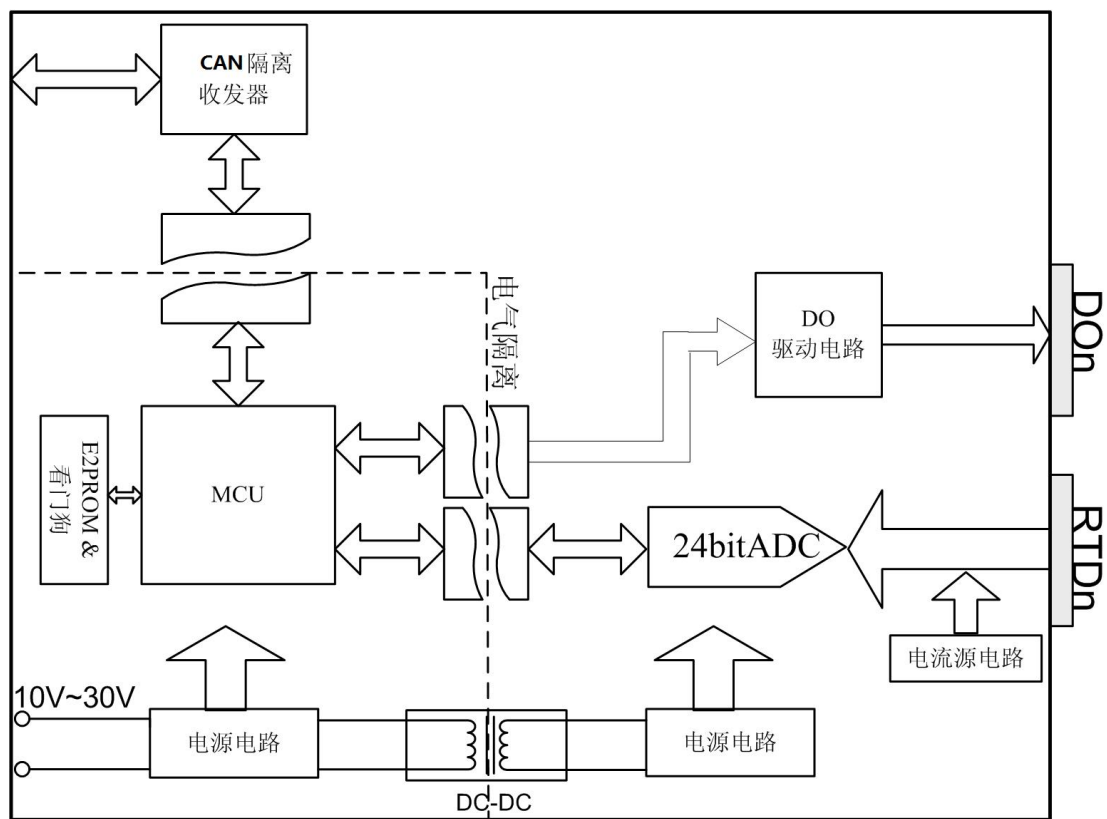 CAN隔离
收发器
电气隔离
DO
驱动电路
DOn
E2PROM &
看门狗
MCU
24bitADC
RTDn
电流源电路
10V~30V
电源电路
电源电路
DC-DC